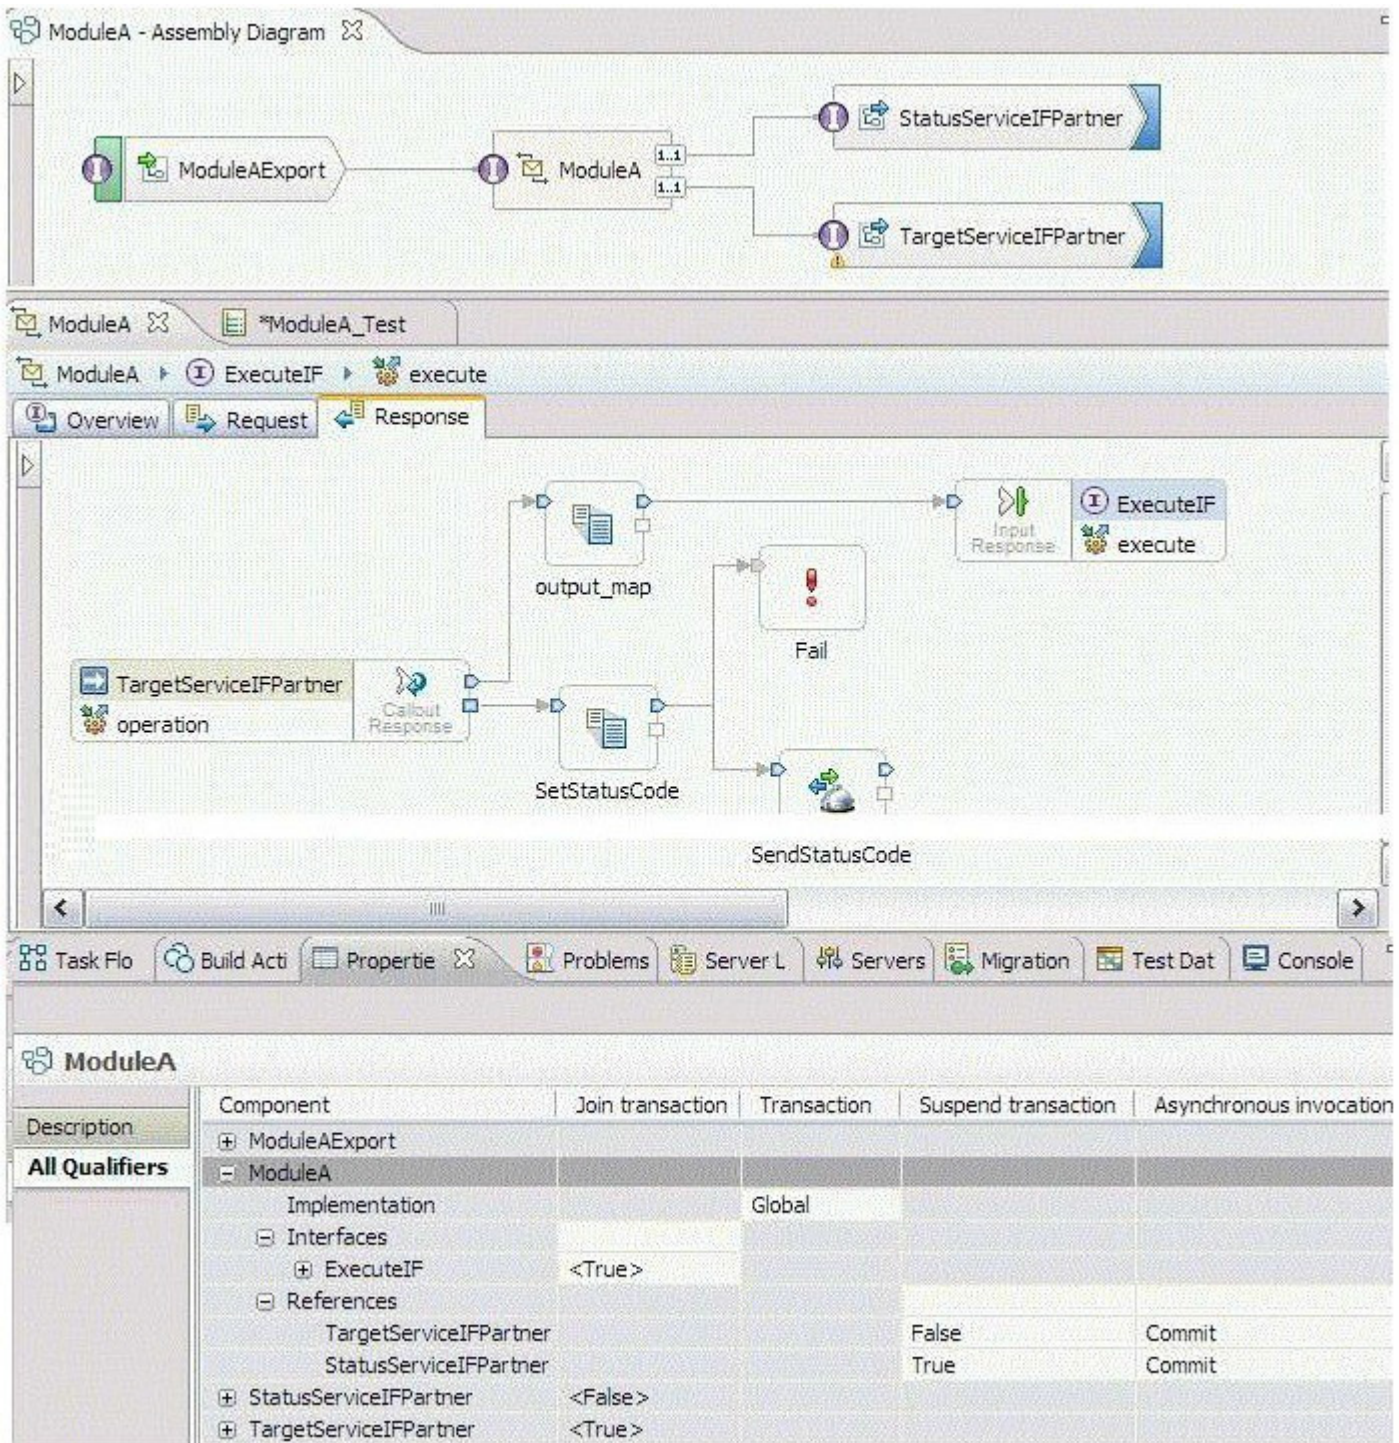 ModuleA - Assembly Diagram
StatusServiceIFPartner
ModuleAExport
ModuleA
1..1
1..1
TargetServiceIFPartner
ModuleA
*ModuleA_Test
ModuleA ExecuteIF execute
Overview Request Response
output_map
Input Response
ExecuteIF
execute
Fail
TargetServiceIFPartner
operation
Callout Response
SetStatusCode
SendStatusCode
Task Flo Build Acti Propertie Problems Server L Servers Migration Test Dat Console
ModuleA
Description
All Qualifiers
Component Join transaction Transaction Suspend transaction Asynchronous invocation
ModuleAExport
ModuleA
Implementation Global
Interfaces
ExecuteIF <True>
References
TargetServiceIFPartner False Commit
StatusServiceIFPartner True Commit
StatusServiceIFPartner <False>
TargetServiceIFPartner <True>